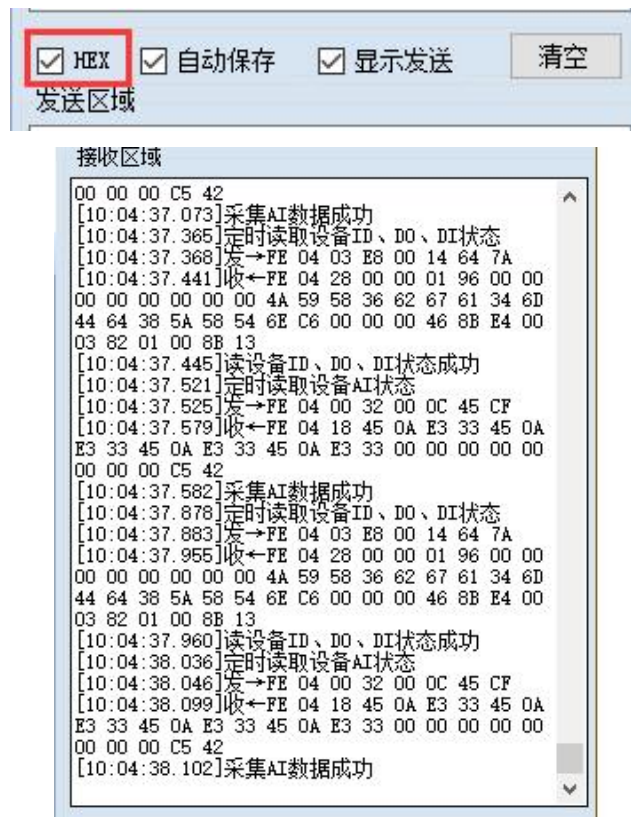 HEX 自动保存 显示发送 清空
发送区域
接收区域
00 00 00 C5 42
[10:04:37.073]采集AI数据成功
[10:04:37.365]定时读取设备ID、DO、DI状态
[10:04:37.368]发→FE 04 03 E8 00 14 64 7A
[10:04:37.441]收←FE 04 28 00 00 01 96 00 00
00 00 00 00 00 00 4A 59 58 36 62 67 61 34 6D
44 64 38 5A 58 54 6E C6 00 00 00 46 8B E4 00
03 82 01 00 8B 13
[10:04:37.445]读设备ID、DO、DI状态成功
[10:04:37.521]定时读取设备AI状态
[10:04:37.525]发→FE 04 00 32 00 0C 45 CF
[10:04:37.579]收←FE 04 18 45 0A E3 33 45 0A
E3 33 45 0A E3 33 45 0A E3 33 00 00 00 00 00
00 00 00 C5 42
[10:04:37.582]采集AI数据成功
[10:04:37.878]定时读取设备ID、DO、DI状态
[10:04:37.883]发→FE 04 03 E8 00 14 64 7A
[10:04:37.955]收←FE 04 28 00 00 01 96 00 00
00 00 00 00 00 00 4A 59 58 36 62 67 61 34 6D
44 64 38 5A 58 54 6E C6 00 00 00 46 8B E4 00
03 82 01 00 8B 13
[10:04:37.960]读设备ID、DO、DI状态成功
[10:04:38.036]定时读取设备AI状态
[10:04:38.046]发→FE 04 00 32 00 0C 45 CF
[10:04:38.099]收←FE 04 18 45 0A E3 33 45 0A
E3 33 45 0A E3 33 45 0A E3 33 00 00 00 00 00
00 00 00 C5 42
[10:04:38.102]采集AI数据成功